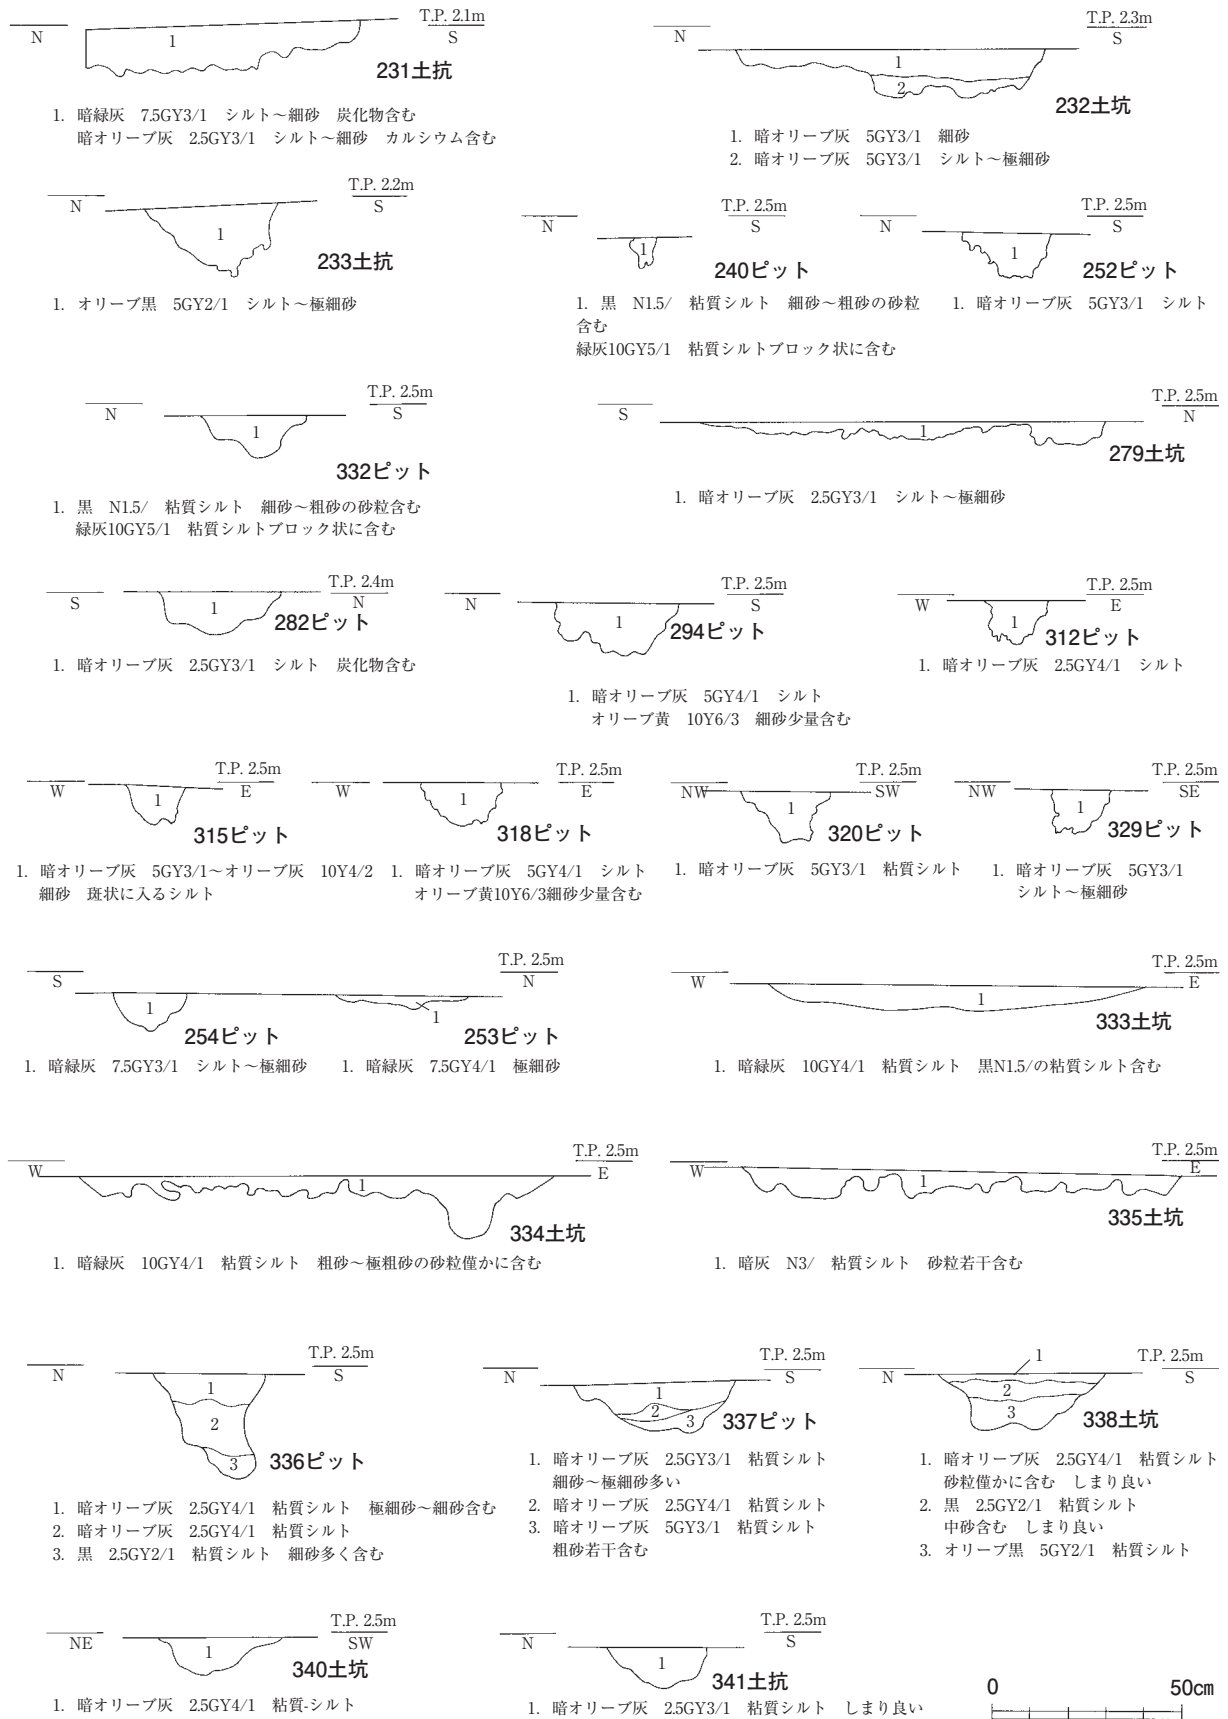 T.P. 2.1m
N
S
1
231土抗
1. 暗緑灰 7.5GY3/1 シルト～細砂 炭化物含む
暗オリーブ灰 2.5GY3/1 シルト～細砂 カルシウム含む
T.P. 2.3m
N
S
1
2
232土坑
1. 暗オリーブ灰 5GY3/1 細砂
2. 暗オリーブ灰 5GY3/1 シルト～極細砂
T.P. 2.2m
N
S
1
233土抗
1. オリーブ黒 5GY2/1 シルト～極細砂
T.P. 2.5m
N
S
1
240ピット
1. 黒 N1.5/ 粘質シルト 細砂～粗砂の砂粒
含む
緑灰10GY5/1 粘質シルトブロック状に含む
T.P. 2.5m
N
S
1
252ピット
1. 暗オリーブ灰 5GY3/1 シルト
T.P. 2.5m
N
S
1
332ピット
1. 黒 N1.5/ 粘質シルト 細砂～粗砂の砂粒含む
緑灰10GY5/1 粘質シルトブロック状に含む
T.P. 2.5m
S
N
1
279土坑
1. 暗オリーブ灰 2.5GY3/1 シルト～極細砂
T.P. 2.4m
S
N
1
282ピット
1. 暗オリーブ灰 2.5GY3/1 シルト 炭化物含む
T.P. 2.5m
N
S
1
294ピット
1. 暗オリーブ灰 5GY4/1 シルト
オリーブ黄 10Y6/3 細砂少量含む
T.P. 2.5m
W
E
1
312ピット
1. 暗オリーブ灰 2.5GY4/1 シルト
T.P. 2.5m
W
E
1
315ピット
1. 暗オリーブ灰 5GY3/1～オリーブ灰 10Y4/2
細砂 斑状に入るシルト
T.P. 2.5m
W
E
1
318ピット
1. 暗オリーブ灰 5GY4/1 シルト
オリーブ黄10Y6/3細砂少量含む
T.P. 2.5m
NW
SW
1
320ピット
1. 暗オリーブ灰 5GY3/1 粘質シルト
T.P. 2.5m
NW
SE
1
329ピット
1. 暗オリーブ灰 5GY3/1
シルト～極細砂
T.P. 2.5m
S
N
1
254ピット
1
253ピット
1. 暗緑灰 7.5GY3/1 シルト～極細砂
1. 暗緑灰 7.5GY4/1 極細砂
T.P. 2.5m
W
E
1
333土坑
1. 暗緑灰 10GY4/1 粘質シルト 黒N1.5/の粘質シルト含む
T.P. 2.5m
W
E
1
334土坑
1. 暗緑灰 10GY4/1 粘質シルト 粗砂～極粗砂の砂粒僅かに含む
T.P. 2.5m
W
E
1
335土坑
1. 暗灰 N3/ 粘質シルト 砂粒若干含む
T.P. 2.5m
N
S
1
2
3
336ピット
1. 暗オリーブ灰 2.5GY4/1 粘質シルト 極細砂～細砂含む
2. 暗オリーブ灰 2.5GY4/1 粘質シルト
3. 黒 2.5GY2/1 粘質シルト 細砂多く含む
T.P. 2.5m
N
S
1
2
3
337ピット
1. 暗オリーブ灰 2.5GY3/1 粘質シルト
細砂～極細砂多い
2. 暗オリーブ灰 2.5GY4/1 粘質シルト
3. 暗オリーブ灰 5GY3/1 粘質シルト
粗砂若干含む
T.P. 2.5m
N
S
1
2
3
338土坑
1. 暗オリーブ灰 2.5GY4/1 粘質シルト
砂粒僅かに含む しまり良い
2. 黒 2.5GY2/1 粘質シルト
中砂含む しまり良い
3. オリーブ黒 5GY2/1 粘質シルト
T.P. 2.5m
NE
SW
1
340土坑
1. 暗オリーブ灰 2.5GY4/1 粘質-シルト
T.P. 2.5m
N
S
1
341土抗
1. 暗オリーブ灰 2.5GY3/1 粘質シルト しまり良い
0 50cm